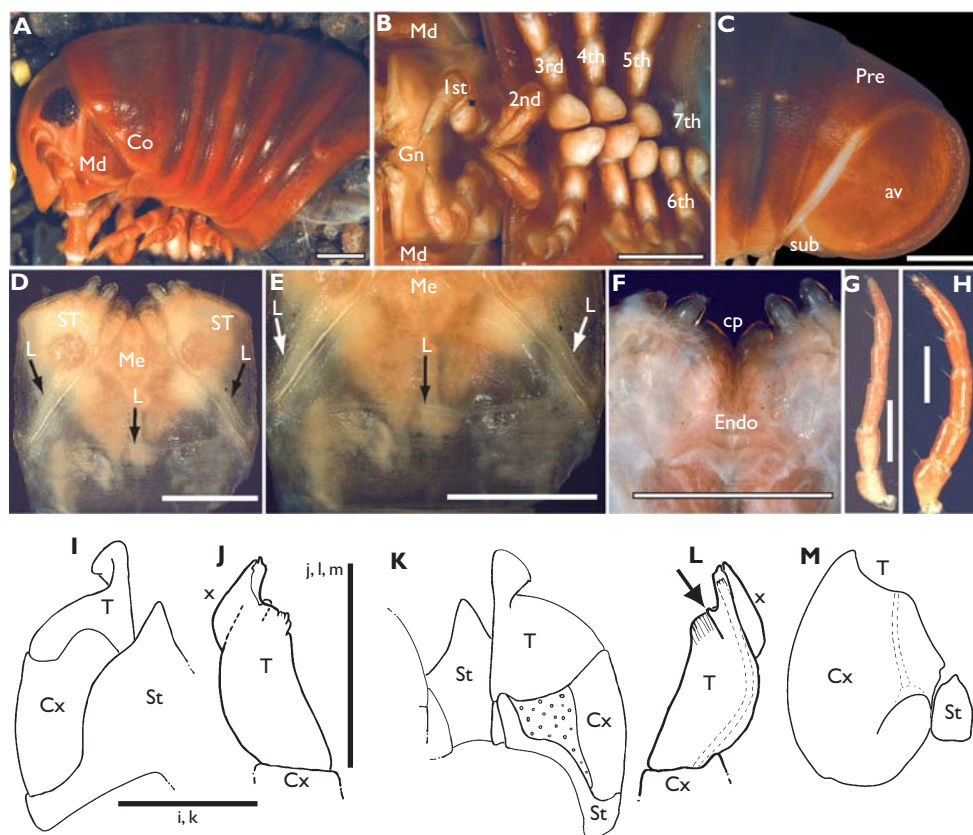 A
Co
Md
B
Md
3rd
4th
5th
1st
2nd
7th
Gn
6th
Md
C
Pre
av
sub
D
ST
ST
Me
L
L
L
E
Me
L
L
L
F
cp
Endo
G
H
I
T
Cx
St
J
x
T
Cx
j, l, m
i, k
K
T
St
Cx
St
L
x
T
Cx
M
T
Cx
St